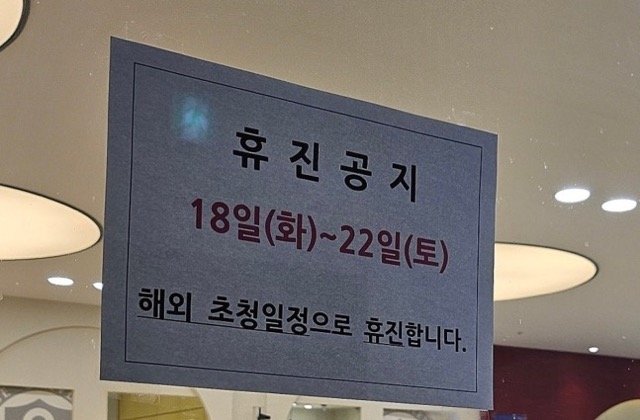 휴진공지
18일(화)~22일(토)
해외 초청일정으로 휴진합니다.